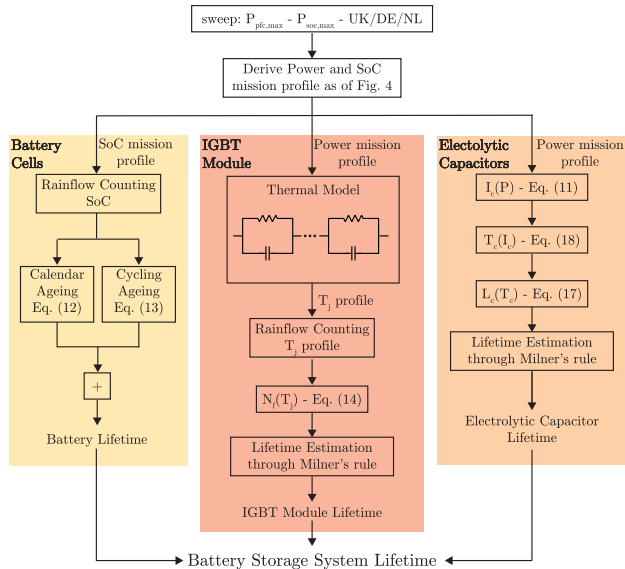 sweep: P_pfc,max - P_soc,max - UK/DE/NL
Derive Power and SoC
mission profile as of Fig. 4
Battery
Cells
SoC mission
profile
Rainflow Counting
SoC
Calendar
Ageing
Eq. (12)
Cycling
Ageing
Eq. (13)
+
Battery Lifetime
IGBT
Module
Power mission
profile
Thermal Model
T_j profile
Rainflow Counting
T_j profile
N_f(T_j) - Eq. (14)
Lifetime Estimation
through Milner's rule
IGBT Module Lifetime
Electolytic
Capacitors
Power mission
profile
I_c(P) - Eq. (11)
T_c(I_c) - Eq. (18)
L_c(T_c) - Eq. (17)
Lifetime Estimation
through Milner's rule
Electrolytic Capacitor
Lifetime
Battery Storage System Lifetime